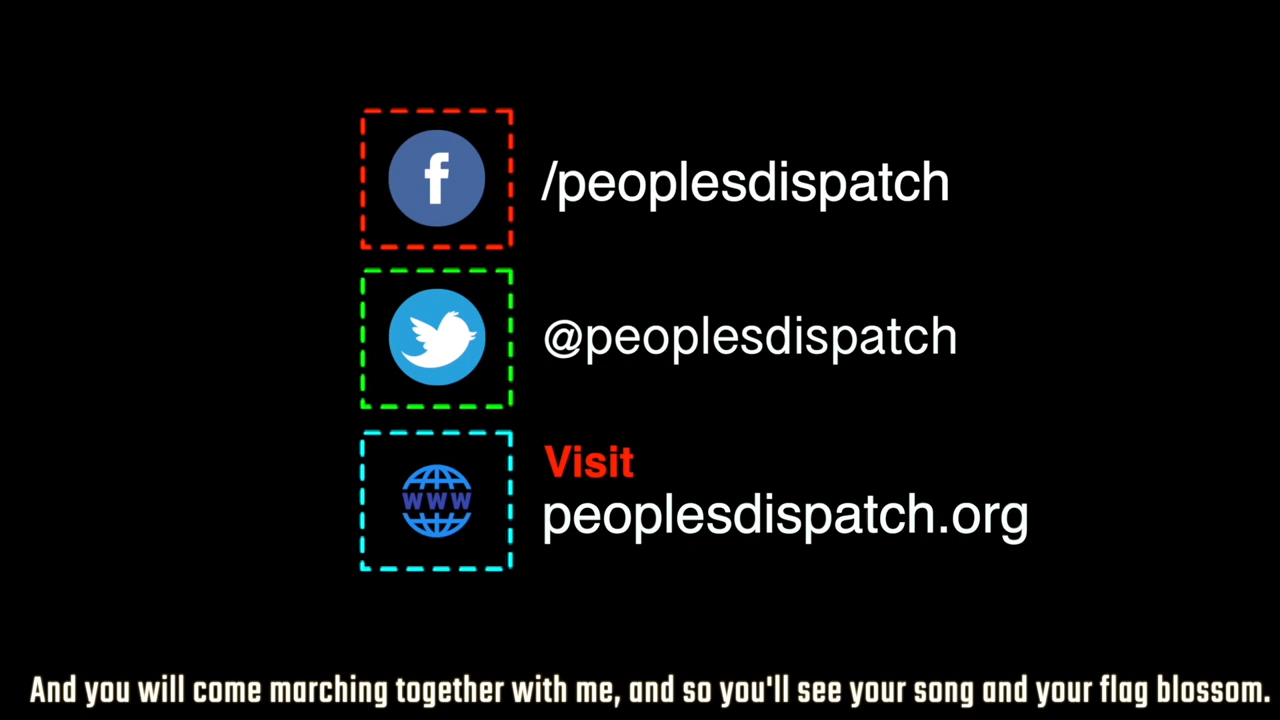 f
/peoplesdispatch
@peoplesdispatch
Visit
WWW
peoplesdispatch.org
And you will come marching together with me, and so you'll see your song and your flag blossom.